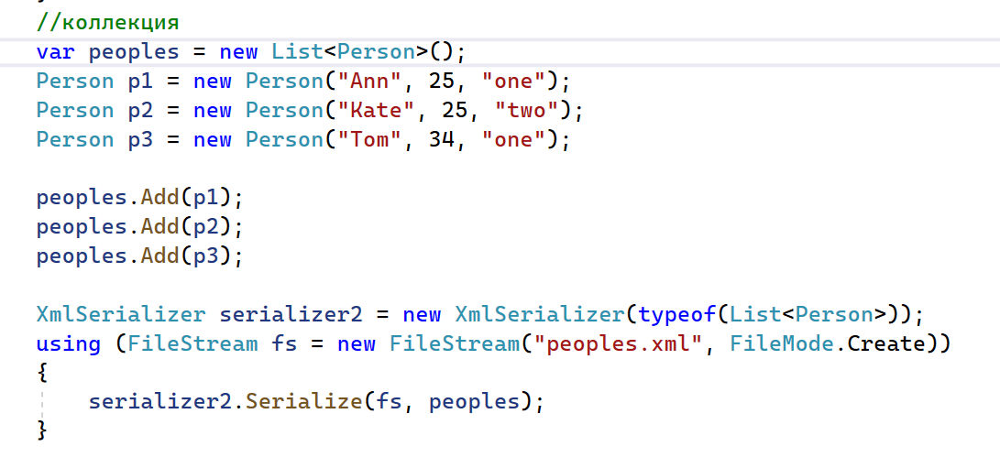 //коллекция
var peoples = new List<Person>();
Person p1 = new Person("Ann", 25, "one");
Person p2 = new Person("Kate", 25, "two");
Person p3 = new Person("Tom", 34, "one");
peoples.Add(p1);
peoples.Add(p2);
peoples.Add(p3);
XmlSerializer serializer2 = new XmlSerializer(typeof(List<Person>));
using (FileStream fs = new FileStream("peoples.xml", FileMode.Create))
{
serializer2.Serialize(fs, peoples);
}